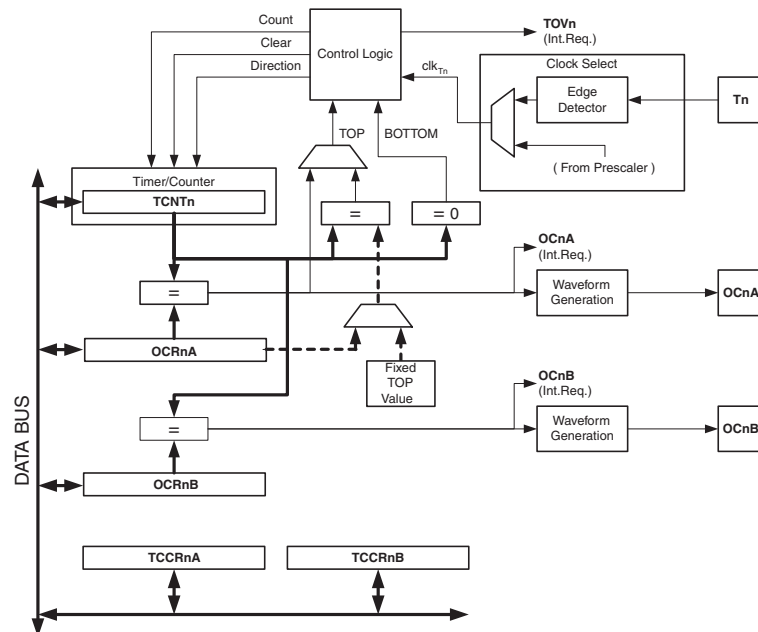 Count
Clear
Direction
Control Logic
TOVn
(Int.Req.)
clkTn
Clock Select
Edge
Detector
Tn
( From Prescaler )
TOP
BOTTOM
Timer/Counter
TCNTn
=
= 0
OCnA
(Int.Req.)
=
Waveform
Generation
OCnA
OCRnA
Fixed
TOP
Value
OCnB
(Int.Req.)
=
Waveform
Generation
OCnB
OCRnB
DATA BUS
TCCRnA
TCCRnB